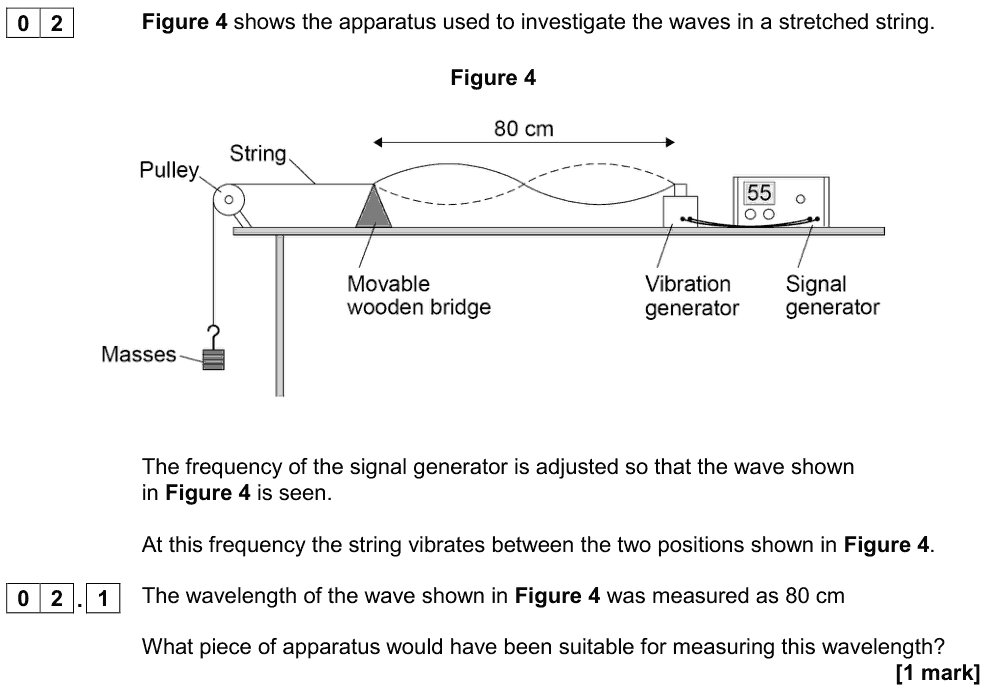 0 2 Figure 4 shows the apparatus used to investigate the waves in a stretched string.
Figure 4
80 cm
String
Pulley
55
Movable
wooden bridge
Vibration
generator
Signal
generator
Masses
The frequency of the signal generator is adjusted so that the wave shown
in Figure 4 is seen.
At this frequency the string vibrates between the two positions shown in Figure 4.
0 2 . 1 The wavelength of the wave shown in Figure 4 was measured as 80 cm
What piece of apparatus would have been suitable for measuring this wavelength?
[1 mark]